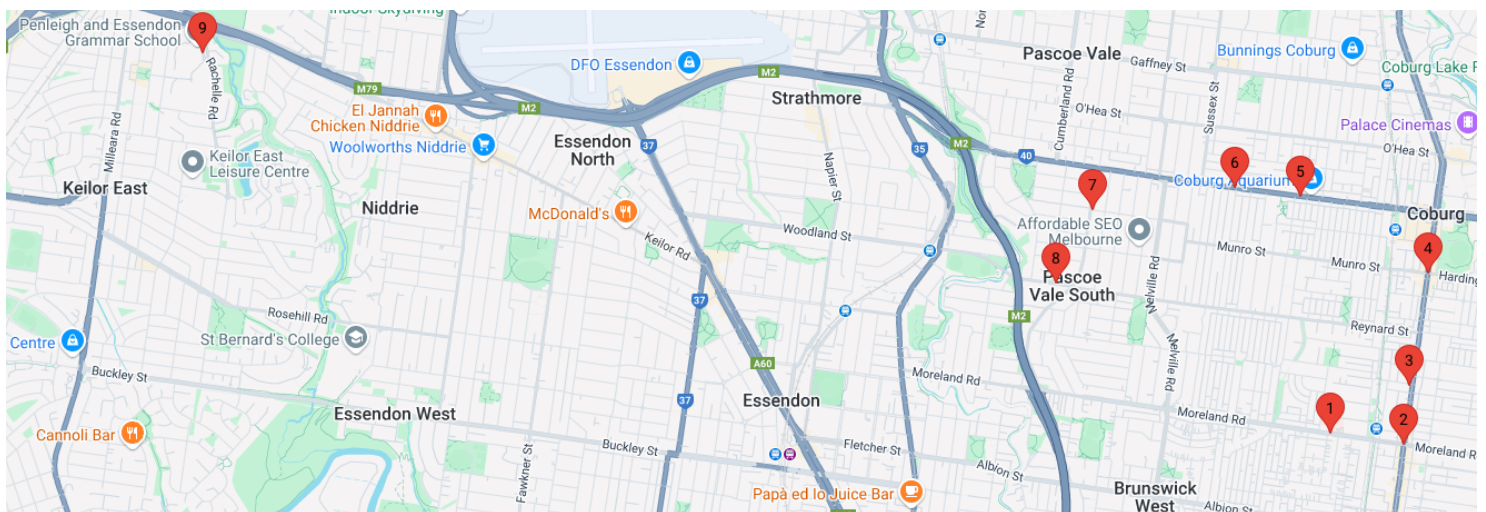 Indoor Skydiving
Penleigh and Essendon
Grammar School
9
DFO Essendon
M2
Pascoe Vale
Bunnings Coburg
Gaffney St
Coburg Lake
M79
Strathmore
Cumberland Rd
Sussex St
O'Hea St
Rachelle Rd
El Jannah
Chicken Niddrie
M2
Palace Cinemas
Milleara Rd
Essendon
North
37
35
M2
Woolworths Niddrie
40
O'Hea St
Keilor East
Leisure Centre
Napier St
6
5
Coburg Aquarium
Keilor East
7
Niddrie
McDonald's
Affordable SEO
Melbourne
Coburg
Woodland St
Keilor Rd
Munro St
4
8
Munro St
Pascoe
Vale South
Melville Rd
37
M2
Rosehill Rd
Reynard St
St Bernard's College
Centre
Melville Rd
3
A60
Buckley St
Moreland Rd
37
Essendon
1
Essendon West
Moreland Rd
2
Cannoli Bar
Moreland R
Buckley St
Fletcher St
Albion St
Fawkner St
Papà ed Io Juice Bar
Brunswick
West
Albion St